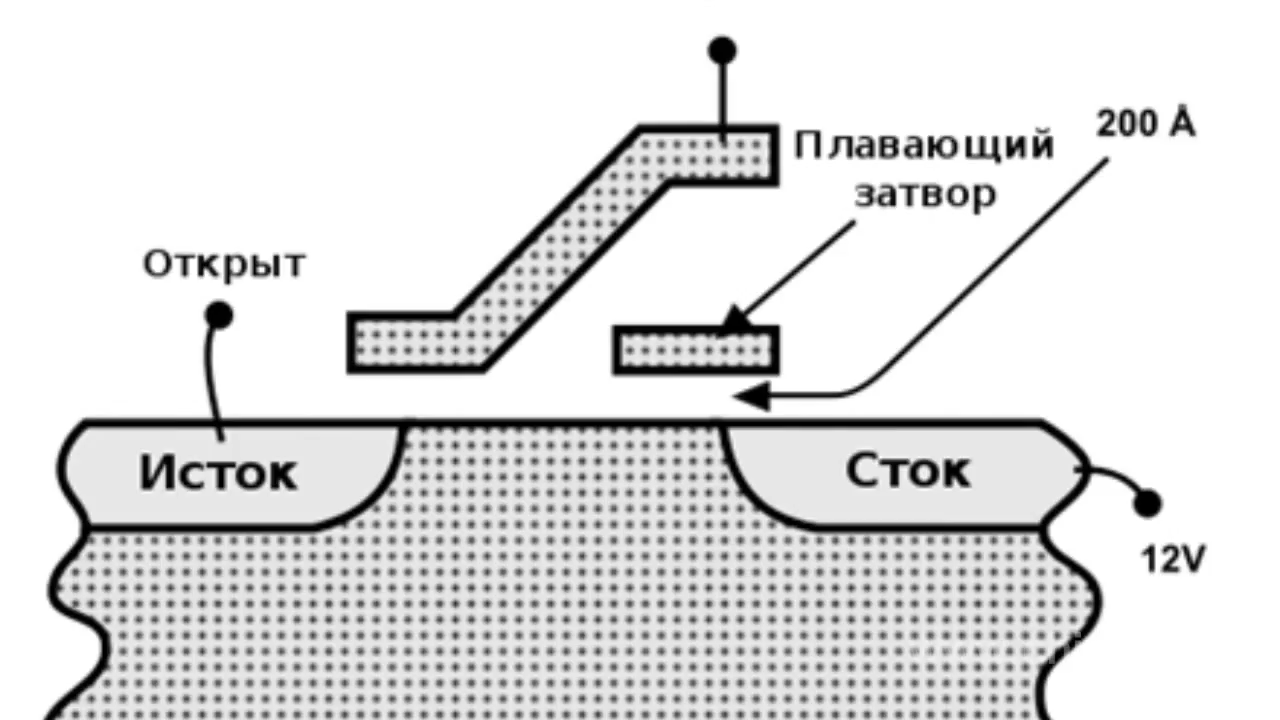 Плавающий
затвор
200 Å
Открыт
Исток
Сток
12V